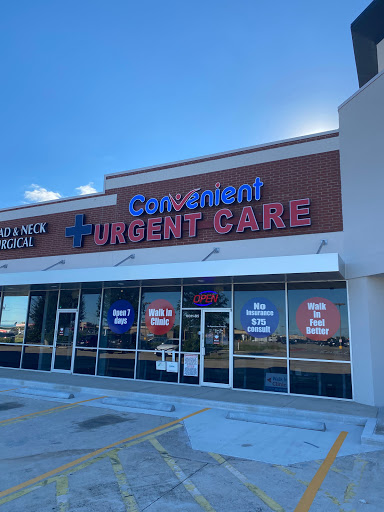 AD & NECK
URGICAL
Convenient
URGENT CARE
OPEN
Open 7
days
Walk in
Clinic
No
Insurance
$75
consult
Walk in
Feel
Better